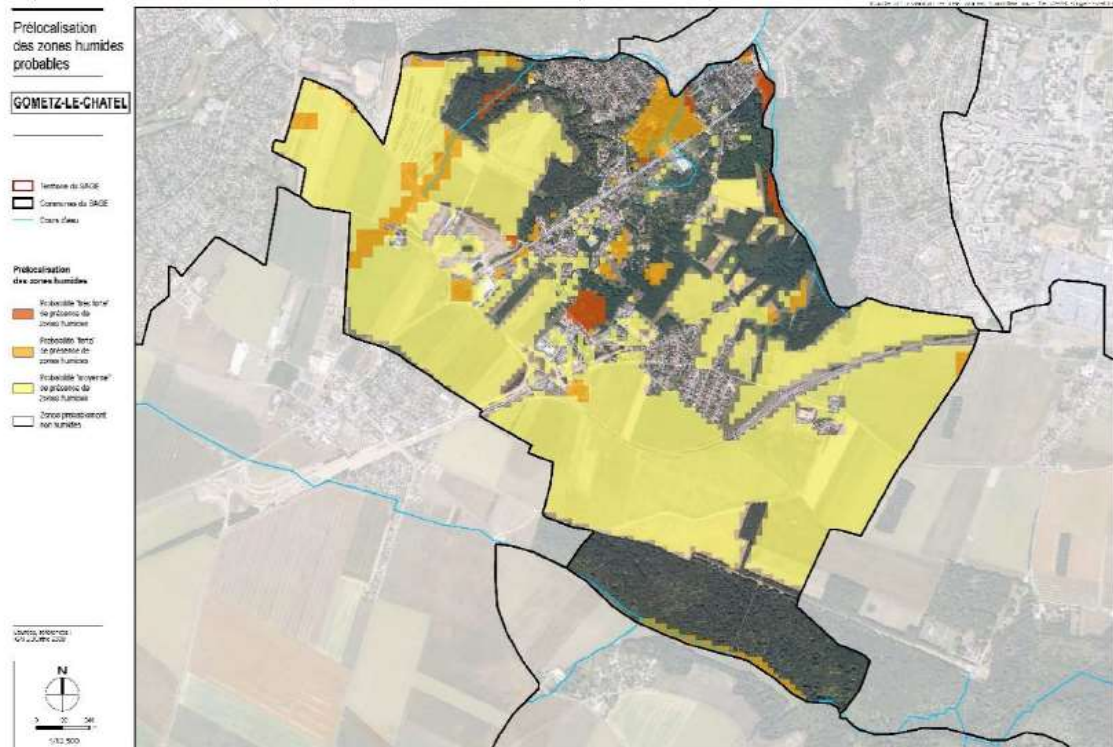 Prélocalisation
des zones humides
probables
GOMETZ-LE-CHATEL
Territoire du SAGE
Communes du SAGE
Cours d'eau
Prélocalisation
des zones humides
Probabilité "très forte"
de présence de
zones humides
Probabilité "forte"
de présence de
zones humides
Probabilité "moyenne"
de présence de
zones humides
Zones probablement
non humides
N
0